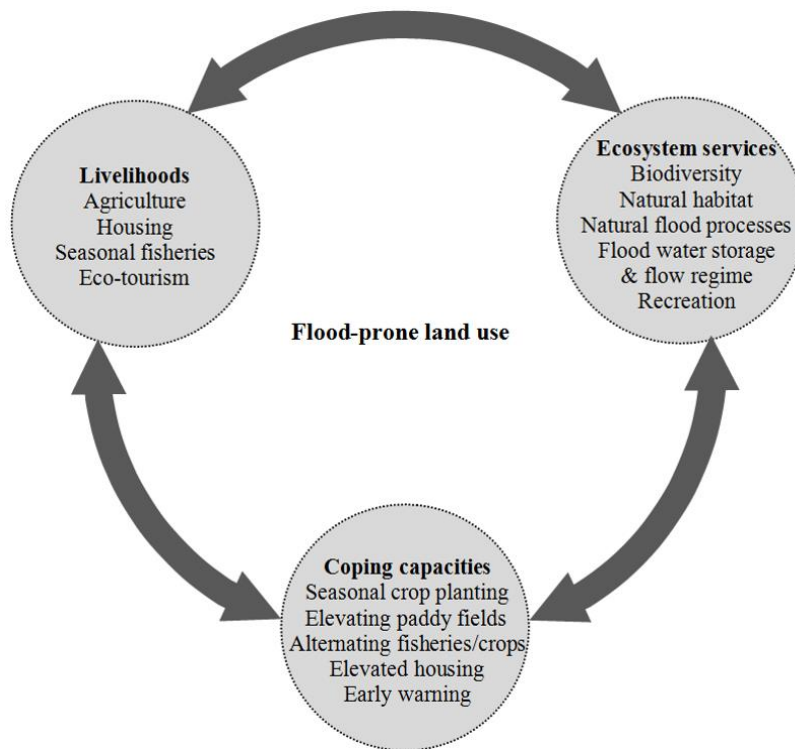 Livelihoods
Agriculture
Housing
Seasonal fisheries
Eco-tourism
Ecosystem services
Biodiversity
Natural habitat
Natural flood processes
Flood water storage
& flow regime
Recreation
Flood-prone land use
Coping capacities
Seasonal crop planting
Elevating paddy fields
Alternating fisheries/crops
Elevated housing
Early warning